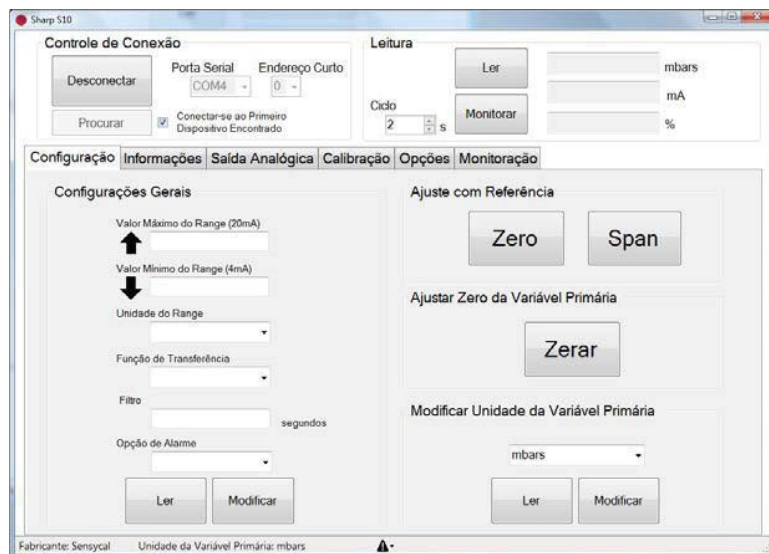 Sharp S10
Controle de Conexão
Desconectar
Porta Serial
Endereço Curto
COM4
0
Procurar
Conectar-se ao Primeiro
Dispositivo Encontrado
Leitura
Ler
mbars
mA
Ciclo
2
s
Monitorar
%
Configuração
Informações
Saída Analógica
Calibração
Opções
Monitoração
Configurações Gerais
Valor Máximo do Range (20mA)
Valor Mínimo do Range (4mA)
Unidade do Range
Função de Transferência
Filtro
segundos
Opção de Alarme
Ler
Modificar
Ajuste com Referência
Zero
Span
Ajustar Zero da Variável Primária
Zerar
Modificar Unidade da Variável Primária
mbars
Ler
Modificar
Fabricante: Sensycal
Unidade da Variável Primária: mbars